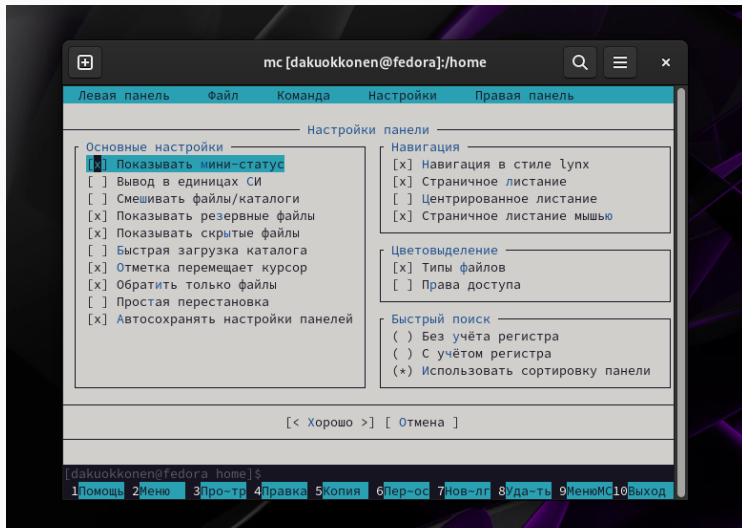 mc [dakuokkonen@fedora]:/home
Левая панель Файл Команда Настройки Правая панель
Настройки панели
Основные настройки
[x] Показывать мини-статус
[ ] Вывод в единицах СИ
[ ] Смешивать файлы/каталоги
[x] Показывать резервные файлы
[x] Показывать скрытые файлы
[ ] Быстрая загрузка каталога
[x] Отметка перемещает курсор
[x] Обратить только файлы
[ ] Простая перестановка
[x] Автосохранять настройки панелей
Навигация
[x] Навигация в стиле lynx
[x] Страничное листание
[ ] Центрированное листание
[x] Страничное листание мышью
Цветовыделение
[x] Типы файлов
[ ] Права доступа
Быстрый поиск
( ) Без учёта регистра
( ) С учётом регистра
(*) Использовать сортировку панели
[< Хорошо >] [ Отмена ]
[dakuokkonen@fedora home]$
1Помощь 2Меню 3Про~тр 4Правка 5Копия 6Пер~ос 7Нов~лг 8Уда~ть 9МенюMC 10Выход